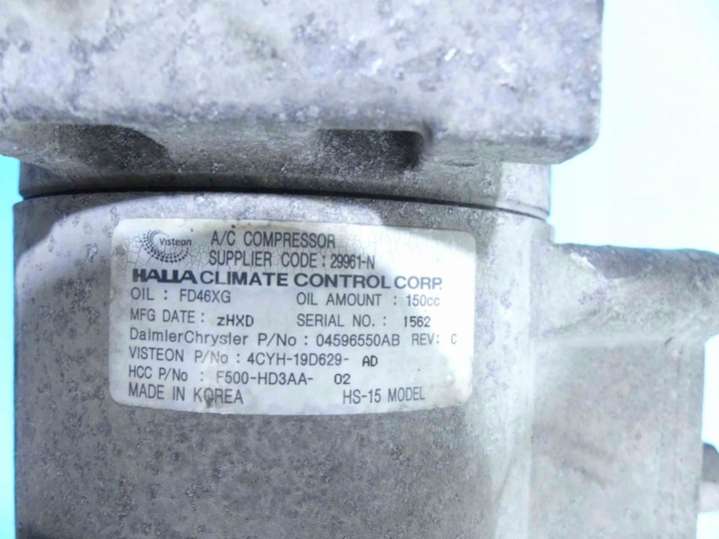 Visteon
A/C COMPRESSOR
SUPPLIER CODE : 29961-N
HALLA CLIMATE CONTROL CORP.
OIL : FD46XG OIL AMOUNT : 150cc
MFG DATE : zHXD SERIAL NO. : 1562
DaimlerChrysler P/No : 04596550AB REV: C
VISTEON P/No : 4CYH-19D629- AD
HCC P/No : F500-HD3AA- 02
MADE IN KOREA HS-15 MODEL